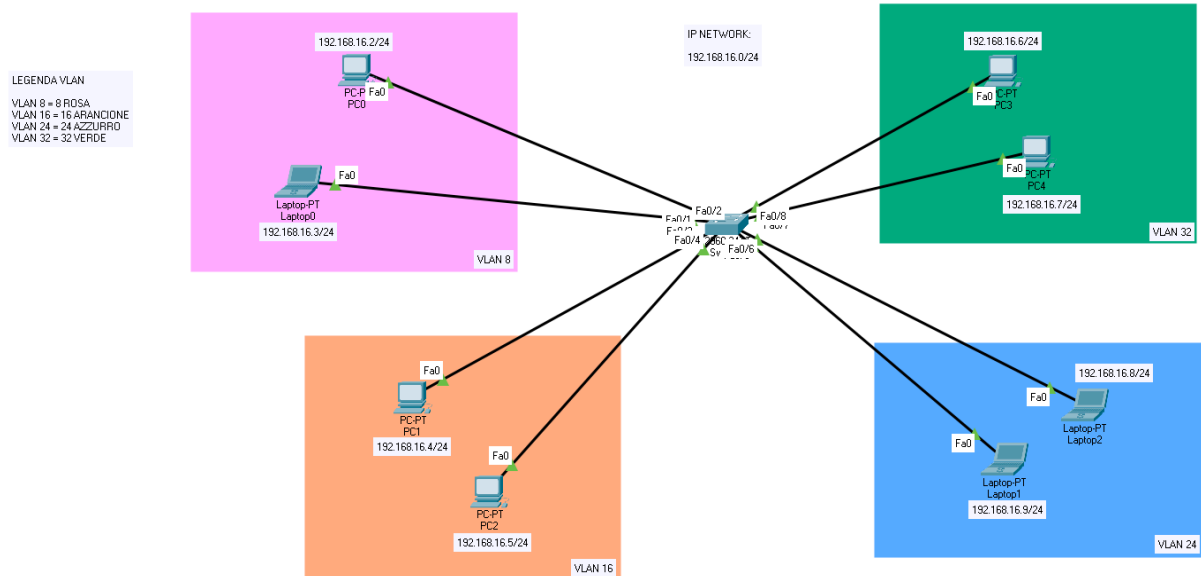 LEGENDA VLAN
VLAN 8 = 8 ROSA
VLAN 16 = 16 ARANCIONE
VLAN 24 = 24 AZZURRO
VLAN 32 = 32 VERDE
192.168.16.2/24
Fa0
PC0
Fa0
Laptop-PT
Laptop0
192.168.16.3/24
VLAN 8
IP NETWORK:
192.168.16.0/24
192.168.16.6/24
Fa0
PC-PT
PC3
Fa0
PC-PT
PC4
192.168.16.7/24
VLAN 32
Fa0/2
Fa0/1
Fa0/8
Fa0/4
Fa0/6
Fa0
PC-PT
PC1
192.168.16.4/24
Fa0
PC-PT
PC2
192.168.16.5/24
VLAN 16
192.168.16.8/24
Fa0
Laptop-PT
Laptop2
Fa0
Laptop-PT
Laptop1
192.168.16.9/24
VLAN 24